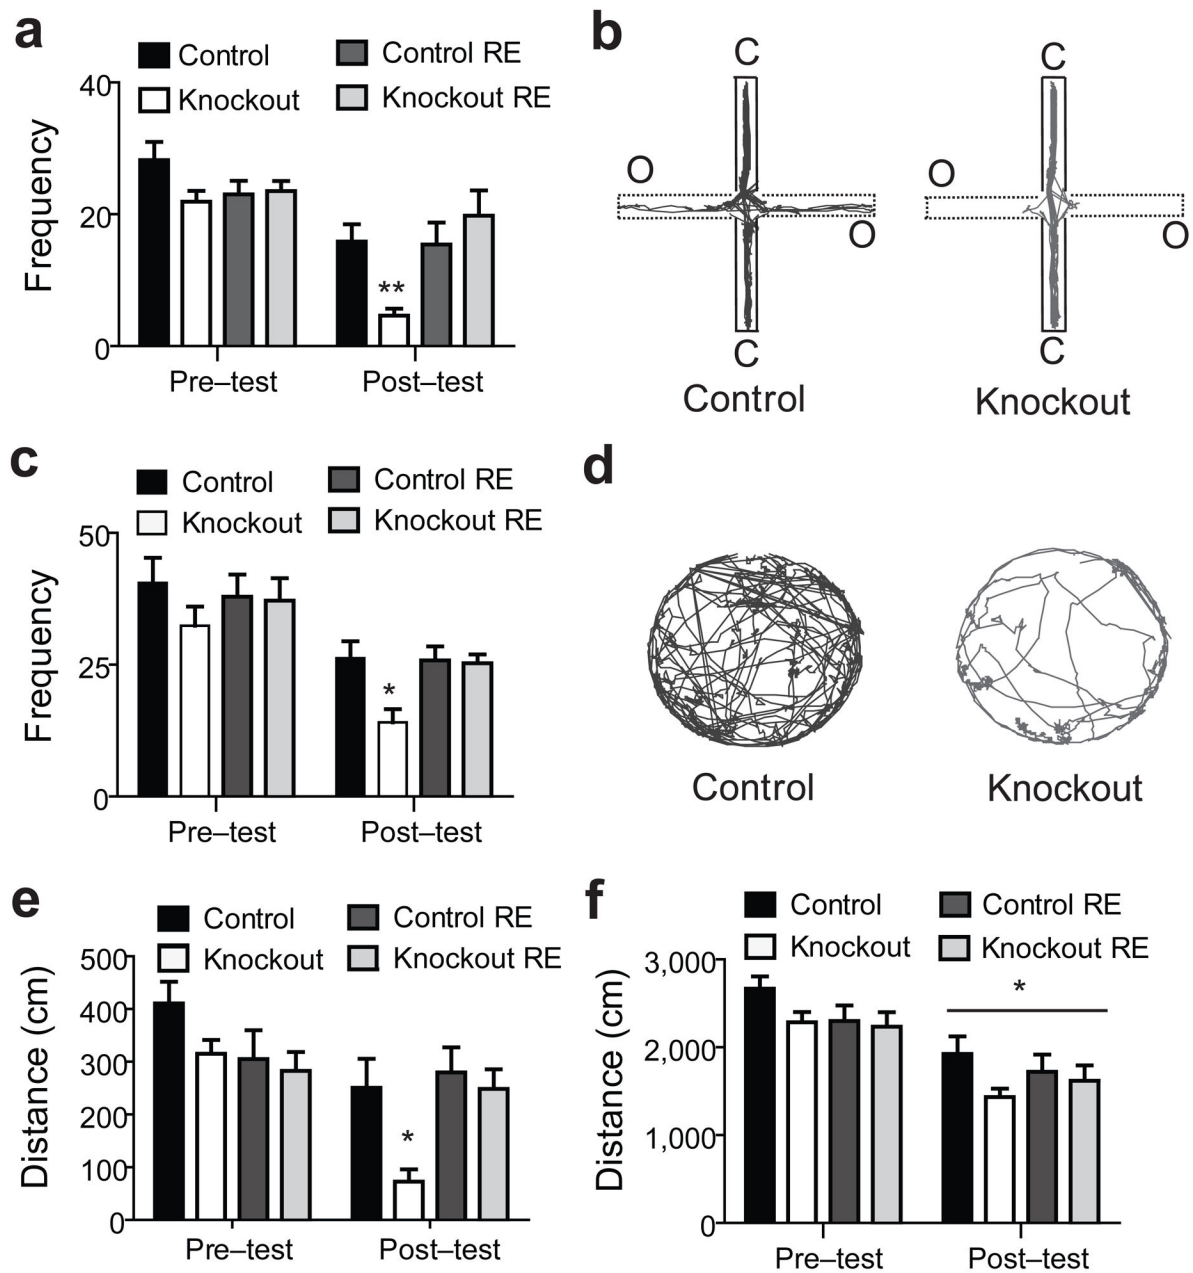 a
Control
Control RE
Knockout
Knockout RE
40
20
0
Frequency
**
Pre–test
Post–test
b
C
C
O
O
O
O
C
C
Control
Knockout
c
Control
Control RE
Knockout
Knockout RE
50
25
0
Frequency
*
Pre–test
Post–test
d
Control
Knockout
e
Control
Control RE
Knockout
Knockout RE
500
400
300
200
100
0
Distance (cm)
*
Pre–test
Post–test
f
Control
Control RE
Knockout
Knockout RE
3,000
2,000
1,000
0
Distance (cm)
*
Pre–test
Post–test